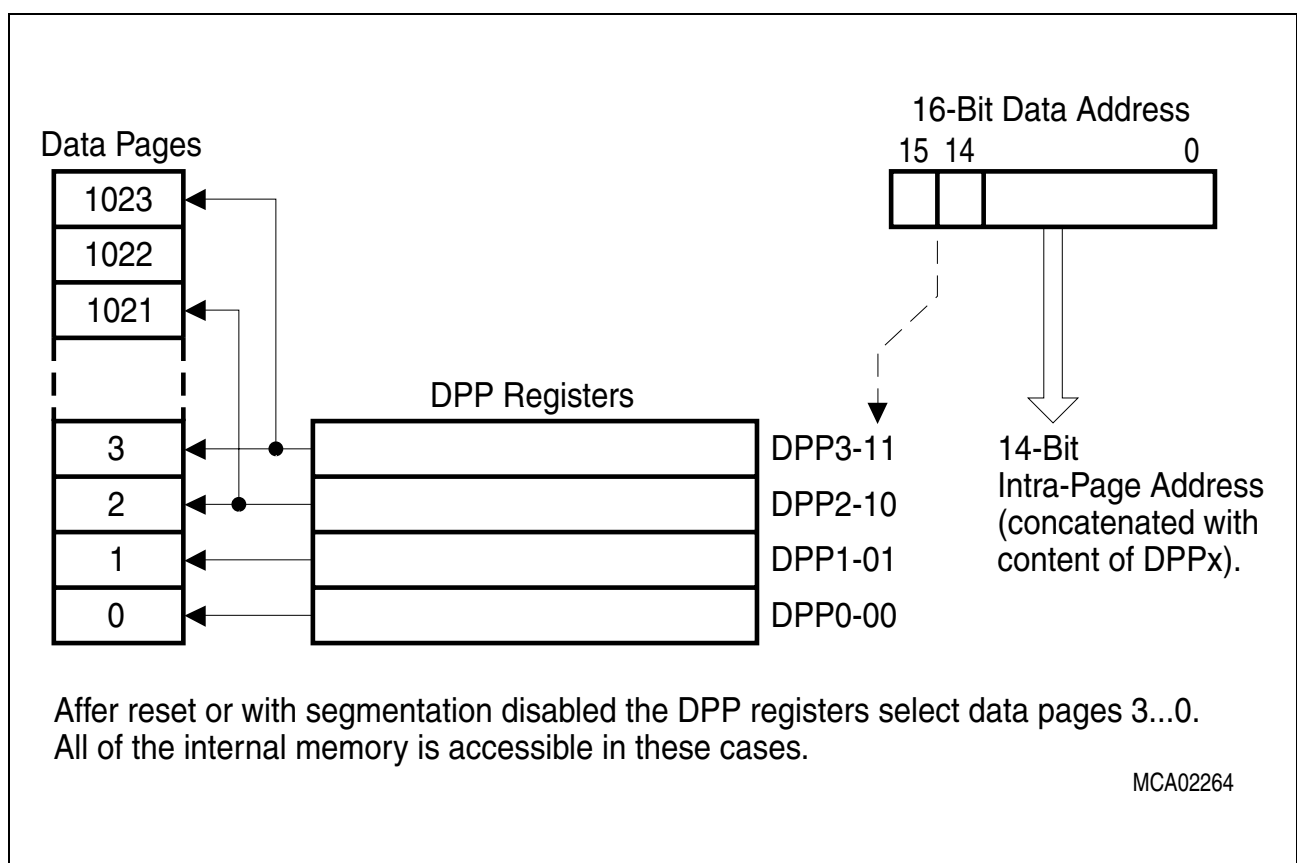 16-Bit Data Address
15 14 0
Data Pages
1023
1022
1021
DPP Registers
3
2
1
0
DPP3-11
DPP2-10
DPP1-01
DPP0-00
14-Bit
Intra-Page Address
(concatenated with
content of DPPx).
Affer reset or with segmentation disabled the DPP registers select data pages 3...0.
All of the internal memory is accessible in these cases.
MCA02264